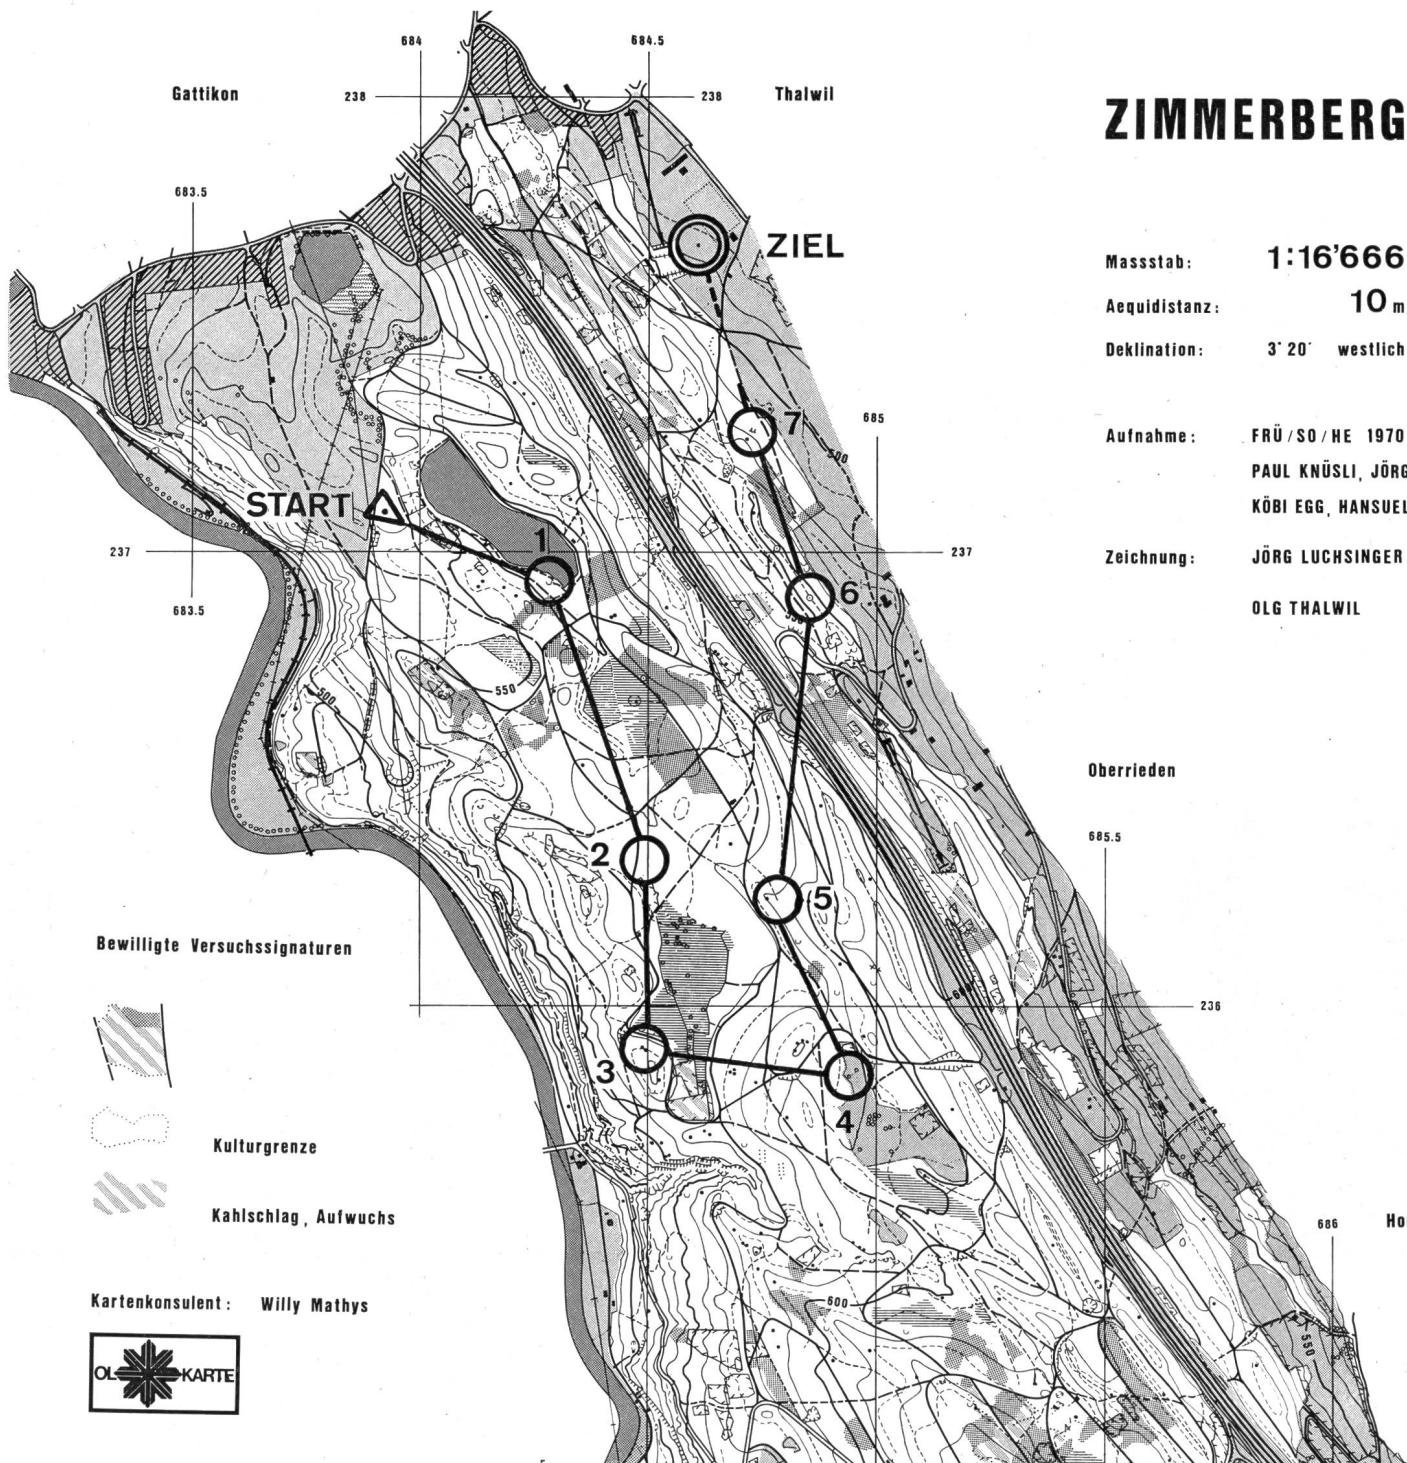 684
684.5
Gattikon
238
238
Thalwil
ZIMMERBERG
683.5
ZIEL
Massstab: 1:16'666
Aequidistanz: 10 m
Deklination: 3° 20' westlich
7
685
Aufnahme: FRÜ/SO/HE 1970
500
PAUL KNÜSLI, JÖRG
START
KÖBI EGG, HANSUEL
1
237
237
Zeichnung: JÖRG LUCHSINGER
6
683.5
OLG THALWIL
550
500
Oberrieden
685.5
2
5
Bewilligte Versuchssignaturen
600
236
3
4
Kulturgrenze
Kahlschlag, Aufwuchs
686
Kartenkonsulent: Willy Mathys
600
550
OL KARTE